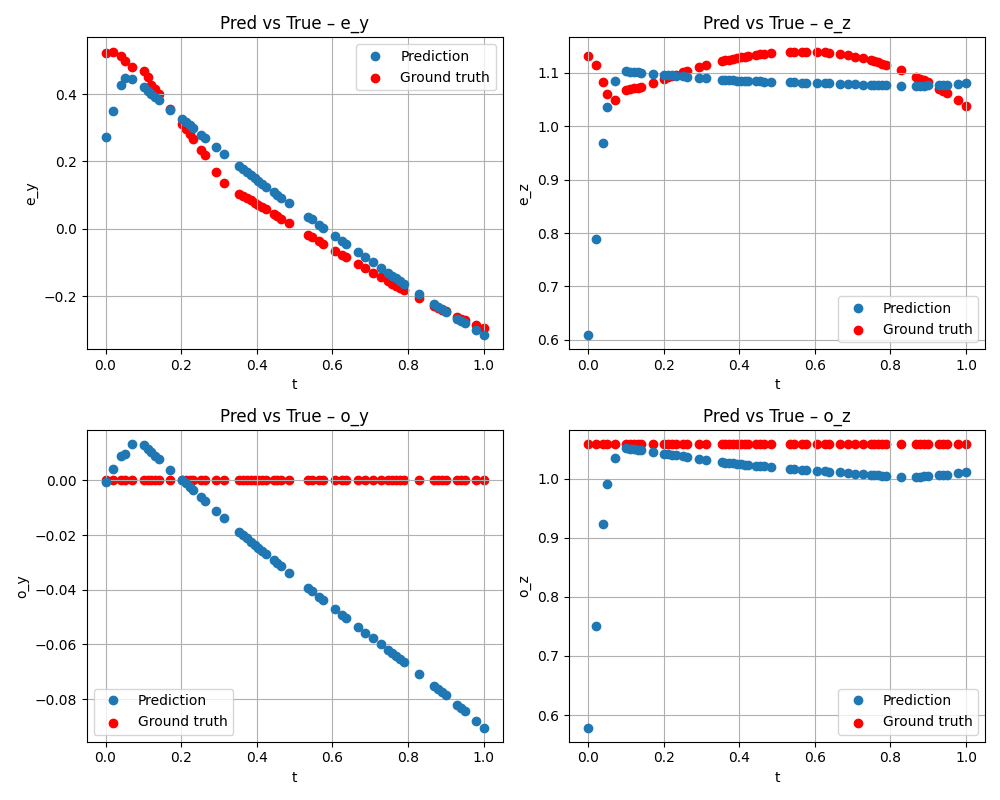 Pred vs True – e_y
e_y
0.4
0.2
0.0
−0.2
0.0 0.2 0.4 0.6 0.8 1.0
t
Prediction
Ground truth
Pred vs True – e_z
e_z
1.1
1.0
0.9
0.8
0.7
0.6
0.0 0.2 0.4 0.6 0.8 1.0
t
Prediction
Ground truth
Pred vs True – o_y
o_y
0.00
−0.02
−0.04
−0.06
−0.08
0.0 0.2 0.4 0.6 0.8 1.0
t
Prediction
Ground truth
Pred vs True – o_z
o_z
1.0
0.9
0.8
0.7
0.6
0.0 0.2 0.4 0.6 0.8 1.0
t
Prediction
Ground truth